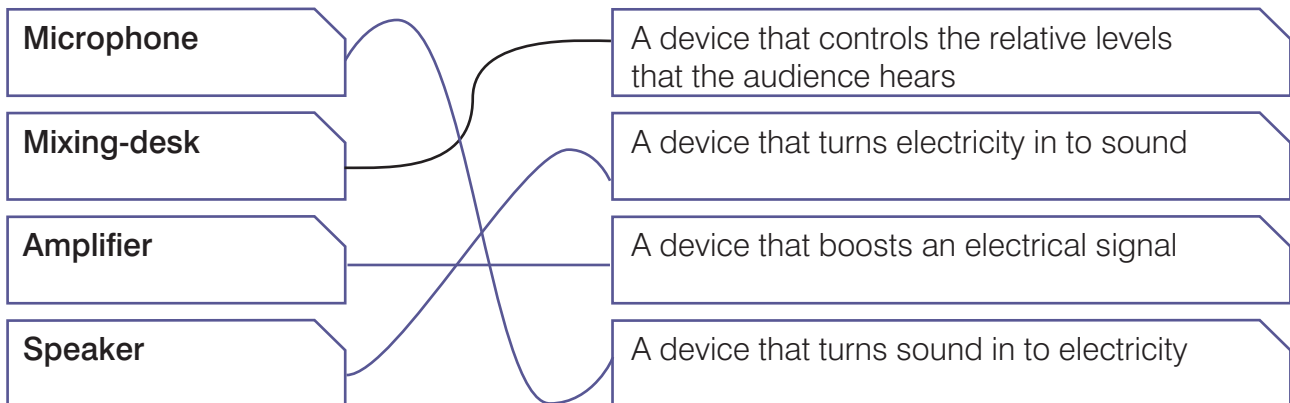 Microphone
A device that controls the relative levels
that the audience hears
Mixing-desk
A device that turns electricity in to sound
Amplifier
A device that boosts an electrical signal
Speaker
A device that turns sound in to electricity